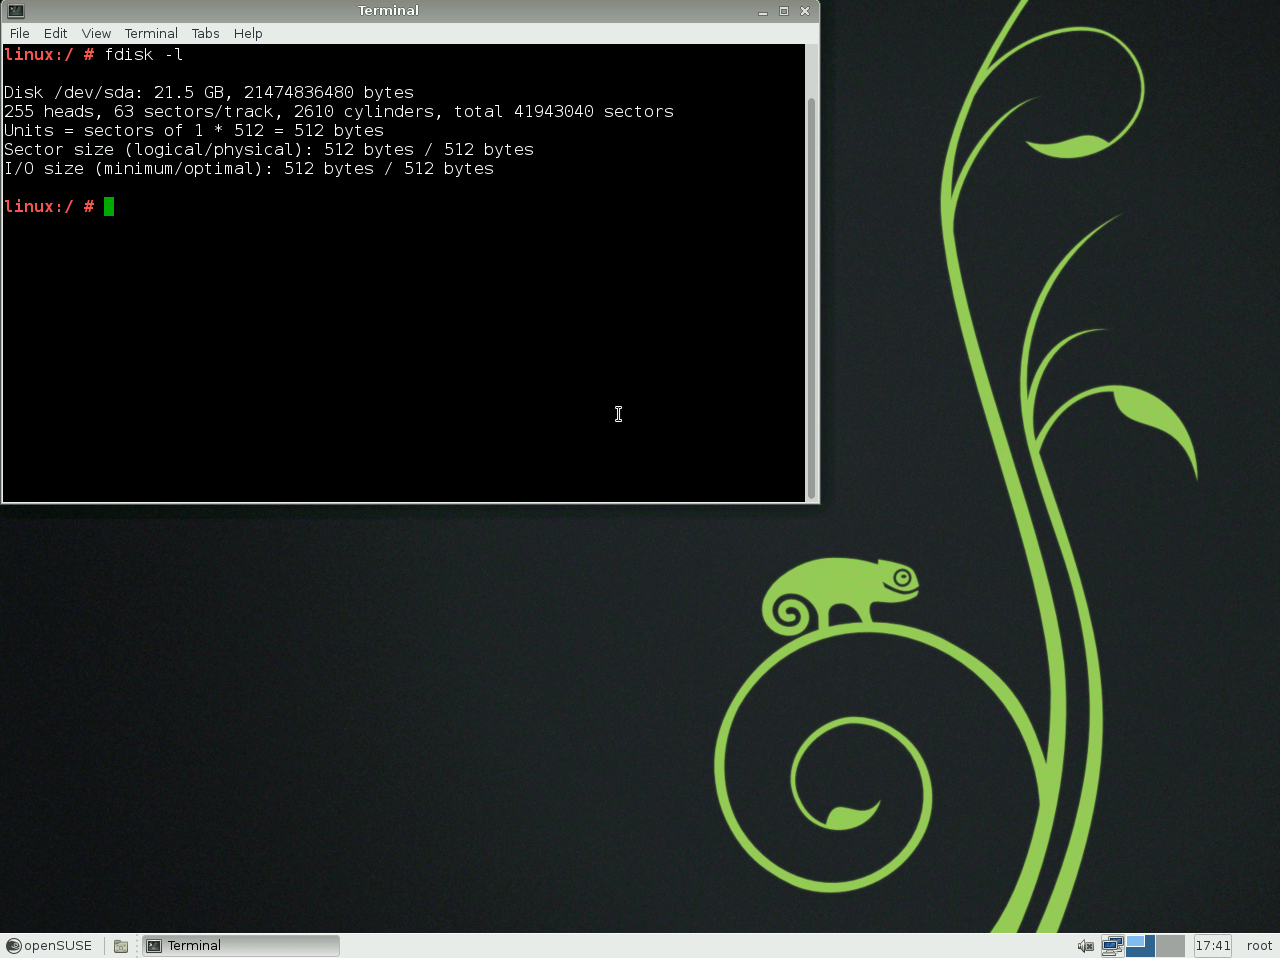 Terminal
File Edit View Terminal Tabs Help
linux:/ # fdisk -l
Disk /dev/sda: 21.5 GB, 21474836480 bytes
255 heads, 63 sectors/track, 2610 cylinders, total 41943040 sectors
Units = sectors of 1 * 512 = 512 bytes
Sector size (logical/physical): 512 bytes / 512 bytes
I/O size (minimum/optimal): 512 bytes / 512 bytes
linux:/ #
openSUSE Terminal 17:41 root